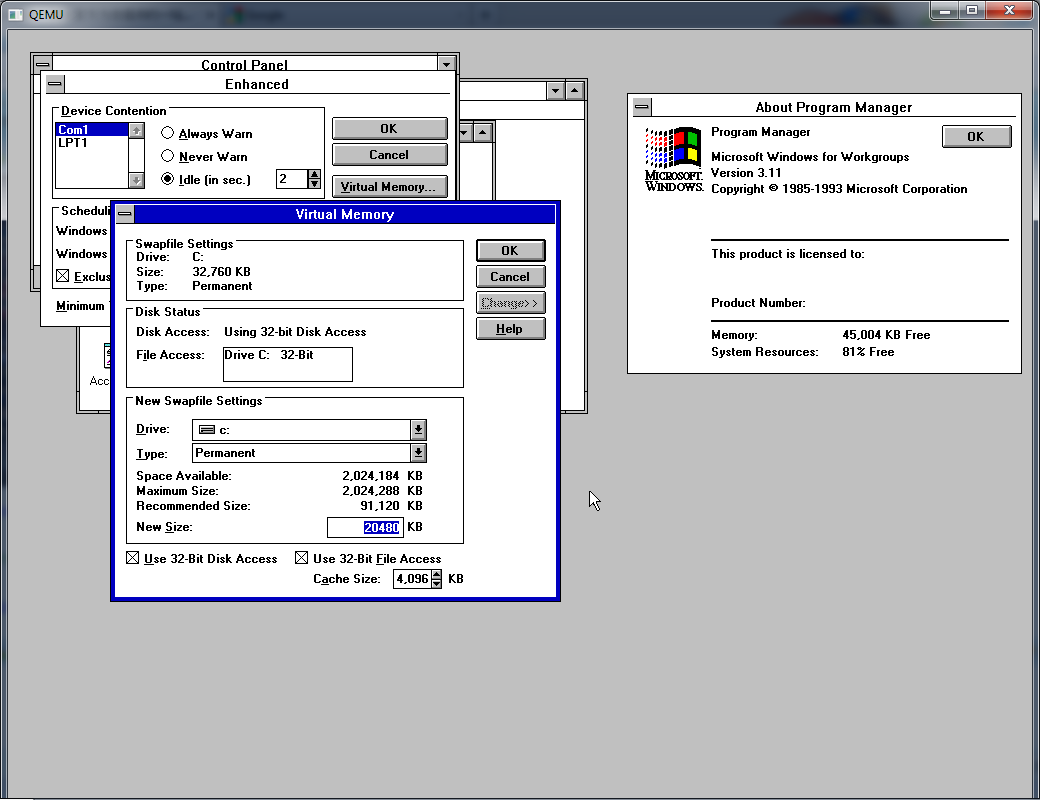 QEMU
Control Panel
Enhanced
Device Contention
Com1
LPT1
Always Warn
Never Warn
Idle (in sec.)
2
OK
Cancel
Virtual Memory...
Windows
Windows
Minimum
Virtual Memory
Swapfile Settings
Drive: C:
Size: 32,760 KB
Type: Permanent
Disk Status
Disk Access: Using 32-bit Disk Access
File Access: Drive C: 32-Bit
OK
Cancel
Change>>
Help
New Swapfile Settings
Drive: c:
Type: Permanent
Space Available: 2,024,184 KB
Maximum Size: 2,024,288 KB
Recommended Size: 91,120 KB
New Size: 20480 KB
Use 32-Bit Disk Access
Use 32-Bit File Access
Cache Size: 4,096 KB
About Program Manager
MICROSOFT.
WINDOWS.
Program Manager
OK
Microsoft Windows for Workgroups
Version 3.11
Copyright © 1985-1993 Microsoft Corporation
This product is licensed to:
Product Number:
Memory: 45,004 KB Free
System Resources: 81% Free